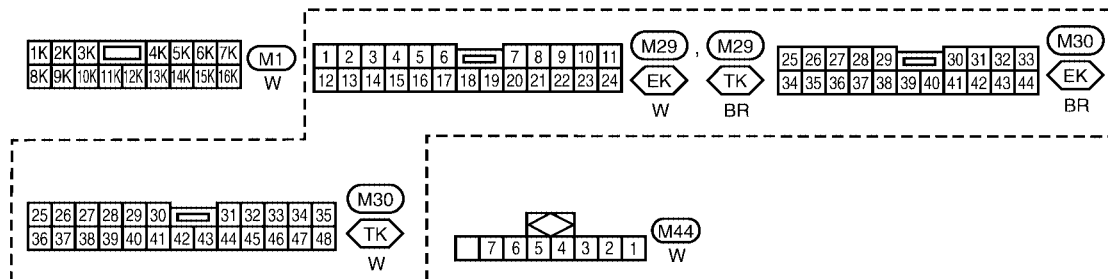 1K 2K 3K 4K 5K 6K 7K
8K 9K 10K 11K 12K 13K 14K 15K 16K
M1
W
1 2 3 4 5 6 7 8 9 10 11
12 13 14 15 16 17 18 19 20 21 22 23 24
M29 , M29
EK TK
W BR
25 26 27 28 29 30 31 32 33
34 35 36 37 38 39 40 41 42 43 44
M30
EK
BR
25 26 27 28 29 30 31 32 33 34 35
36 37 38 39 40 41 42 43 44 45 46 47 48
M30
TK
W
7 6 5 4 3 2 1
M44
W